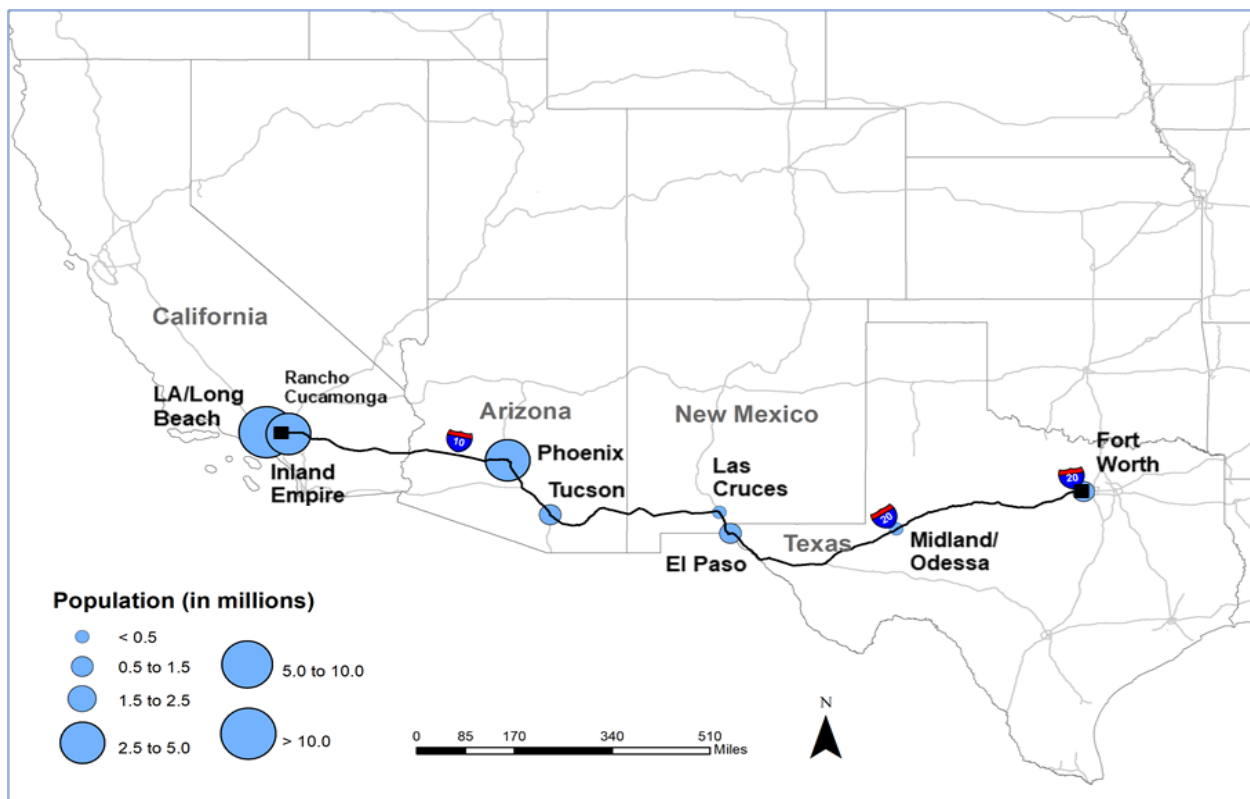 California
LA/Long
Beach
Rancho
Cucamonga
Inland
Empire
10
Arizona
Phoenix
Tucson
New Mexico
Las
Cruces
El Paso
Texas
20
Midland/
Odessa
20
Fort
Worth
Population (in millions)
< 0.5
0.5 to 1.5
1.5 to 2.5
2.5 to 5.0
5.0 to 10.0
> 10.0
0 85 170 340 510
Miles
N